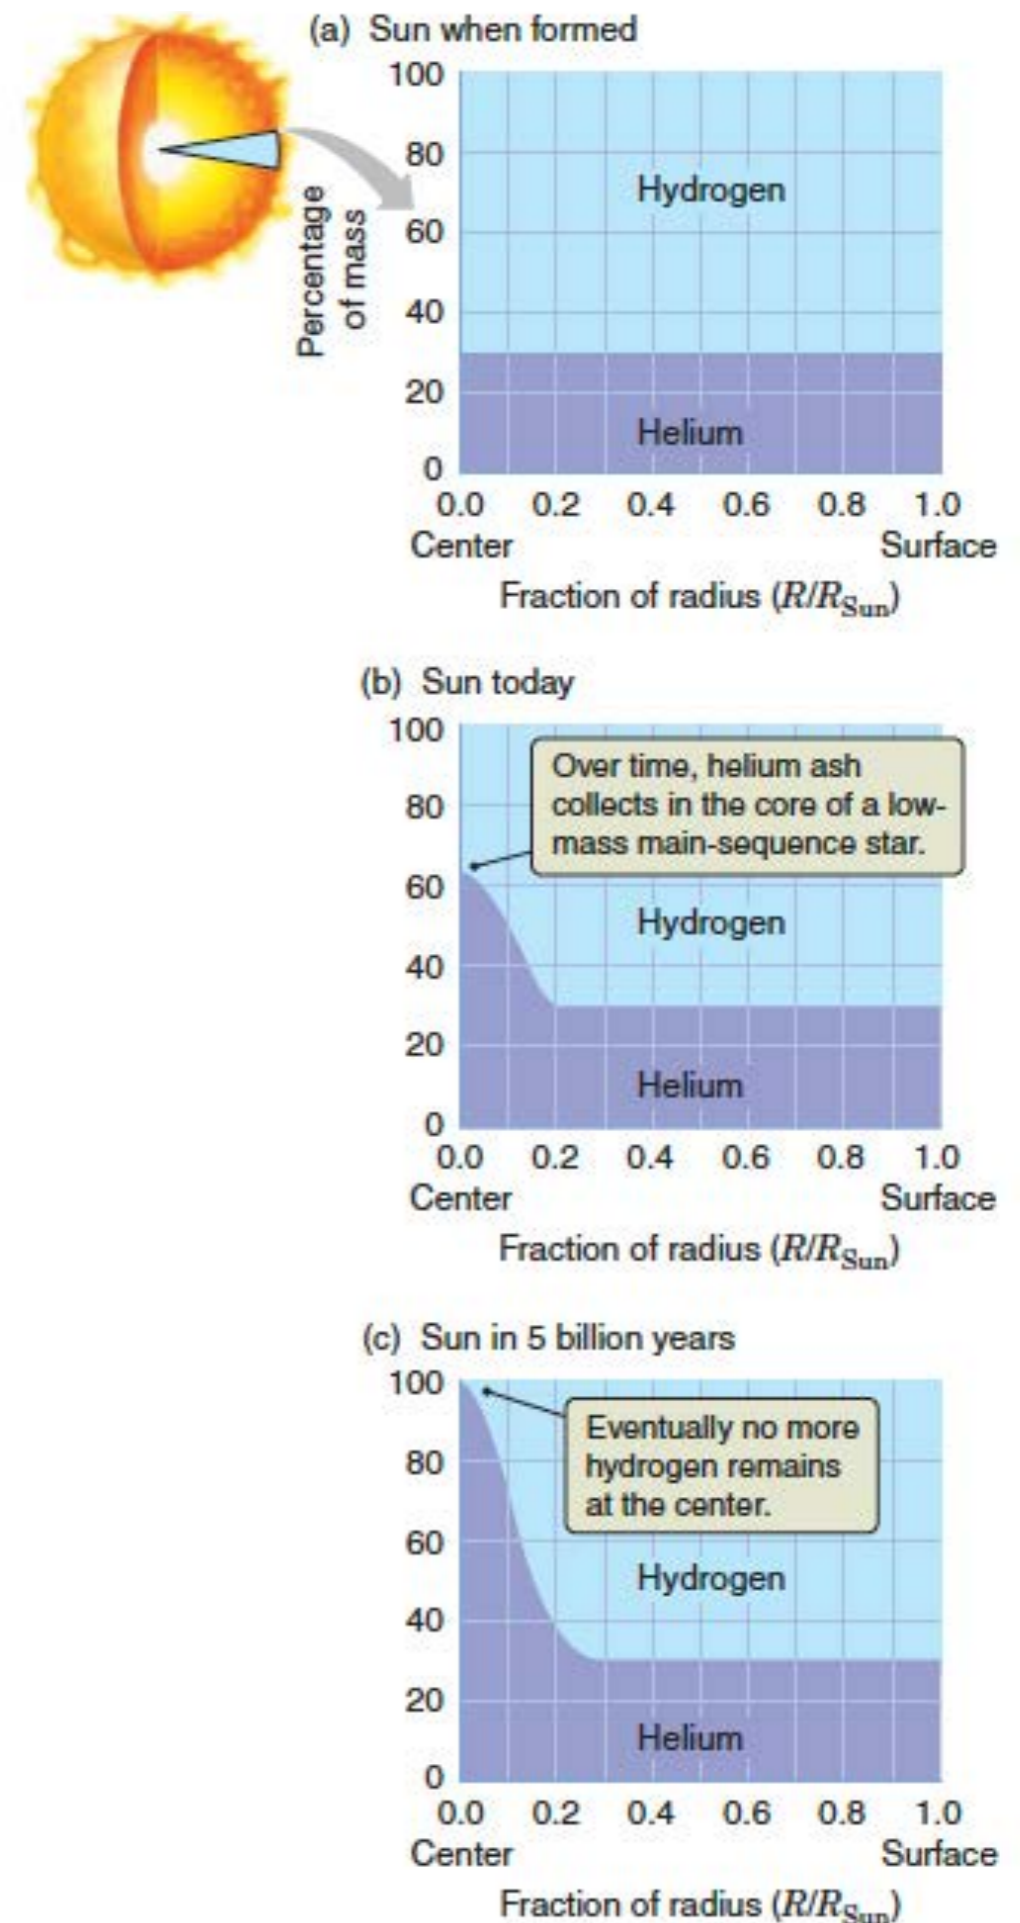 (a) Sun when formed
Percentage
of mass
100
80
60
40
20
0
Hydrogen
Helium
0.0 0.2 0.4 0.6 0.8 1.0
Center Surface
Fraction of radius (R/RSun)
(b) Sun today
100
80
60
40
20
0
Over time, helium ash
collects in the core of a low-
mass main-sequence star.
Hydrogen
Helium
0.0 0.2 0.4 0.6 0.8 1.0
Center Surface
Fraction of radius (R/RSun)
(c) Sun in 5 billion years
100
80
60
40
20
0
Eventually no more
hydrogen remains
at the center.
Hydrogen
Helium
0.0 0.2 0.4 0.6 0.8 1.0
Center Surface
Fraction of radius (R/RSun)